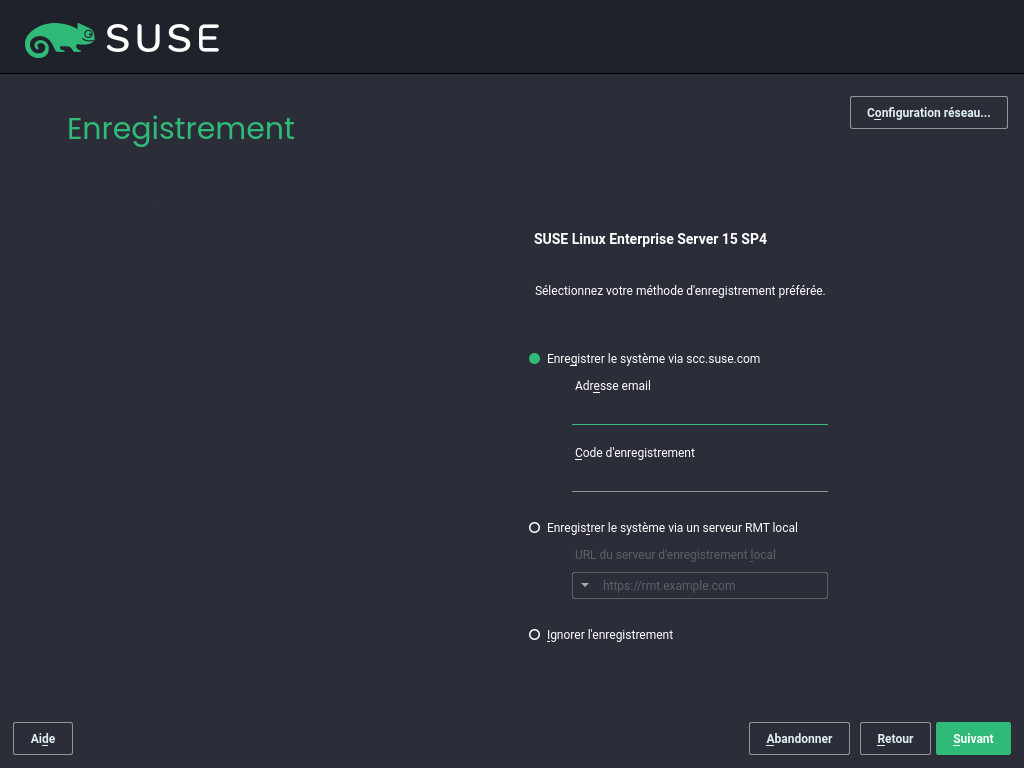 SUSE
Enregistrement
Configuration réseau...
SUSE Linux Enterprise Server 15 SP4
Sélectionnez votre méthode d'enregistrement préférée.
Enregistrer le système via scc.suse.com
Adresse email
Code d'enregistrement
Enregistrer le système via un serveur RMT local
URL du serveur d'enregistrement local
https://rmt.example.com
Ignorer l'enregistrement
Aide
Abandonner
Retour
Suivant